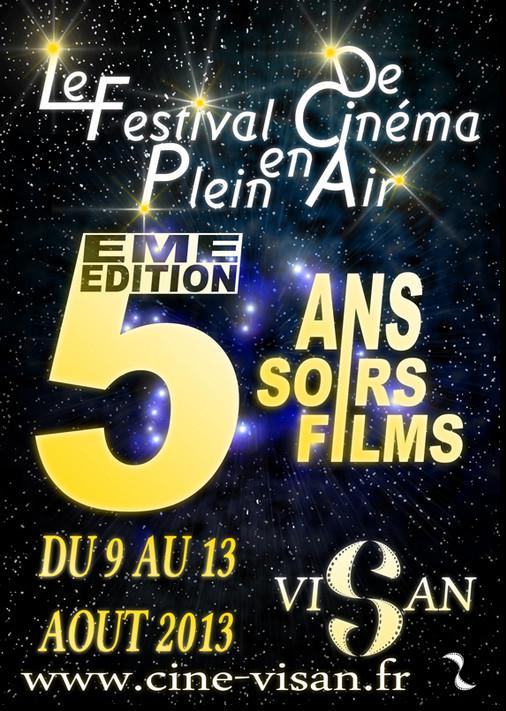 Le Festival De Cinéma
en Plein Air
5 EME
EDITION
ANS
SOIRS
FILMS
DU 9 AU 13
AOUT 2013
VISAN
www.cine-visan.fr